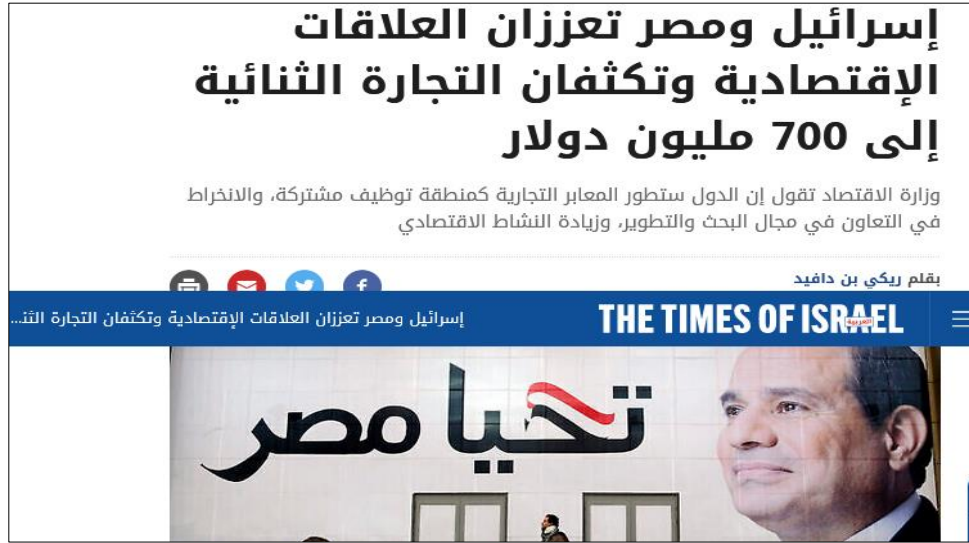 إسرائيل ومصر تعززان العلاقات
الإقتصادية وتكثفان التجارة الثنائية
إلى 700 مليون دولار
وزارة الاقتصاد تقول إن الدول ستطور المعابر التجارية كمنطقة توظيف مشتركة، والانخراط
في التعاون في مجال البحث والتطوير، وزيادة النشاط الاقتصادي
بقلم ريكي بن دافيد
THE TIMES OF ISRAEL
العربية
إسرائيل ومصر تعززان العلاقات الإقتصادية وتكثفان التجارة الثنـ...
تحيا مصر